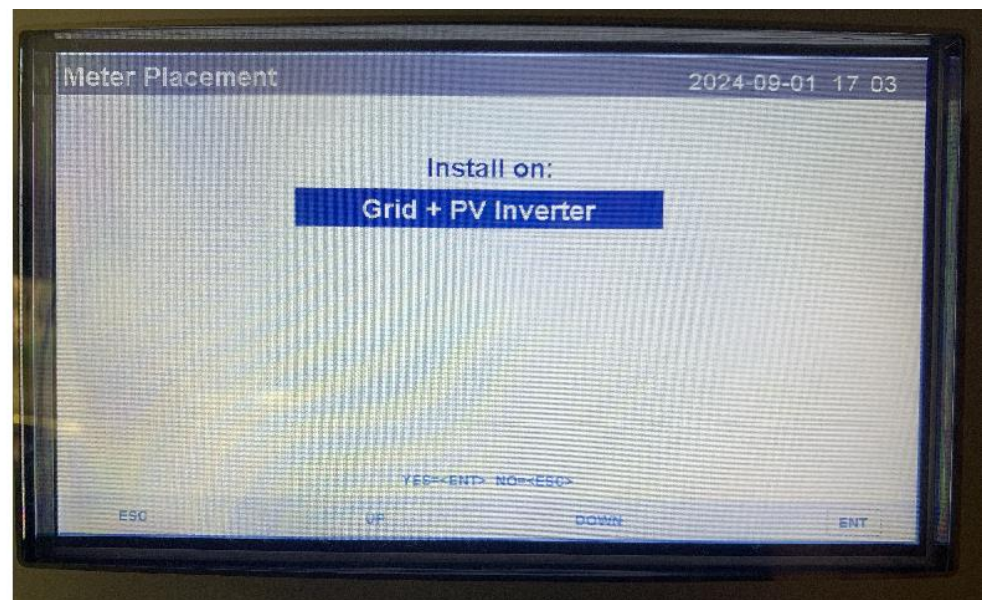 Meter Placement 2024-09-01 17 03
Install on:
Grid + PV Inverter
YES=<ENT> NO=<ESC>
ESC UP DOWN ENT